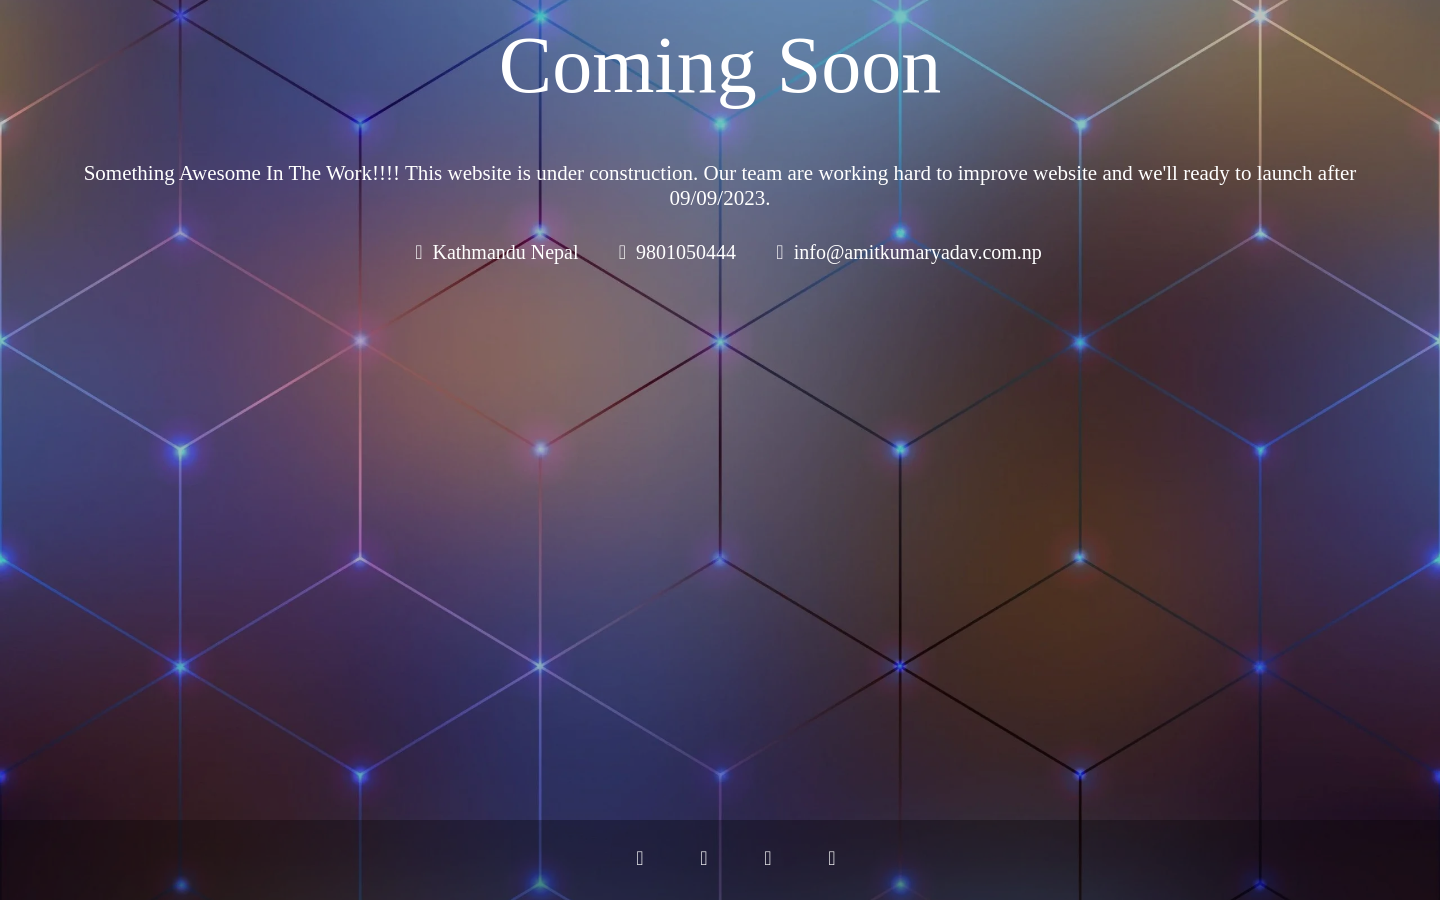 Coming Soon
Something Awesome In The Work!!!! This website is under construction. Our team are working hard to improve website and we'll ready to launch after
09/09/2023.
Kathmandu Nepal 9801050444 info@amitkumaryadav.com.np